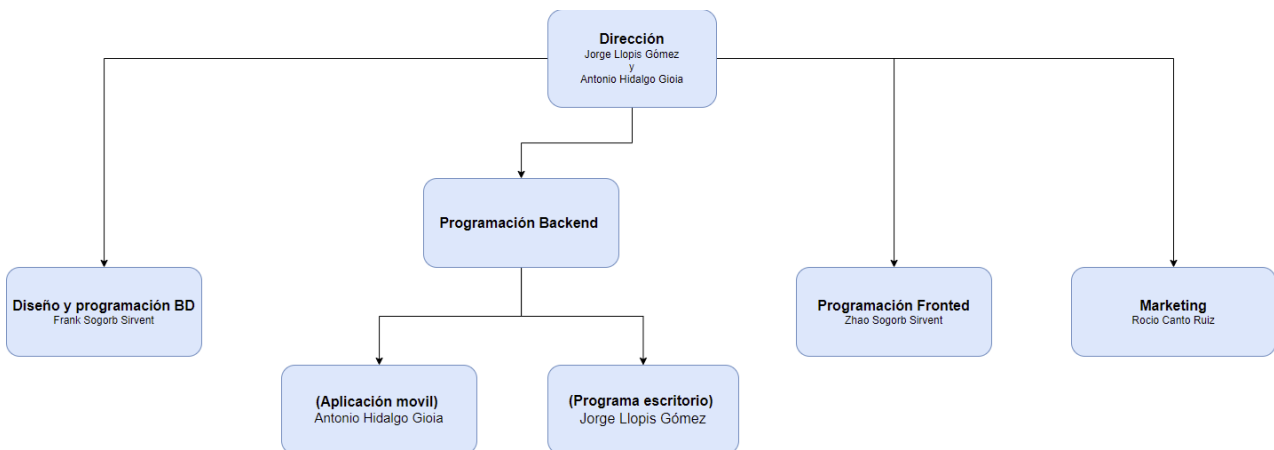 Dirección
Jorge Llopis Gómez
y
Antonio Hidalgo Gioia
Programación Backend
Diseño y programación BD
Frank Sogorb Sirvent
Programación Fronted
Zhao Sogorb Sirvent
Marketing
Rocio Canto Ruiz
(Aplicación movil)
Antonio Hidalgo Gioia
(Programa escritorio)
Jorge Llopis Gómez